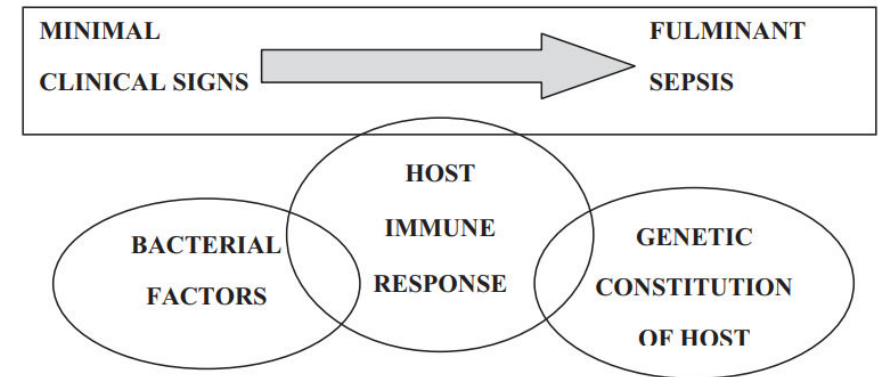 MINIMAL
CLINICAL SIGNS
FULMINANT
SEPSIS
HOST
IMMUNE
RESPONSE
BACTERIAL
FACTORS
GENETIC
CONSTITUTION
OF HOST